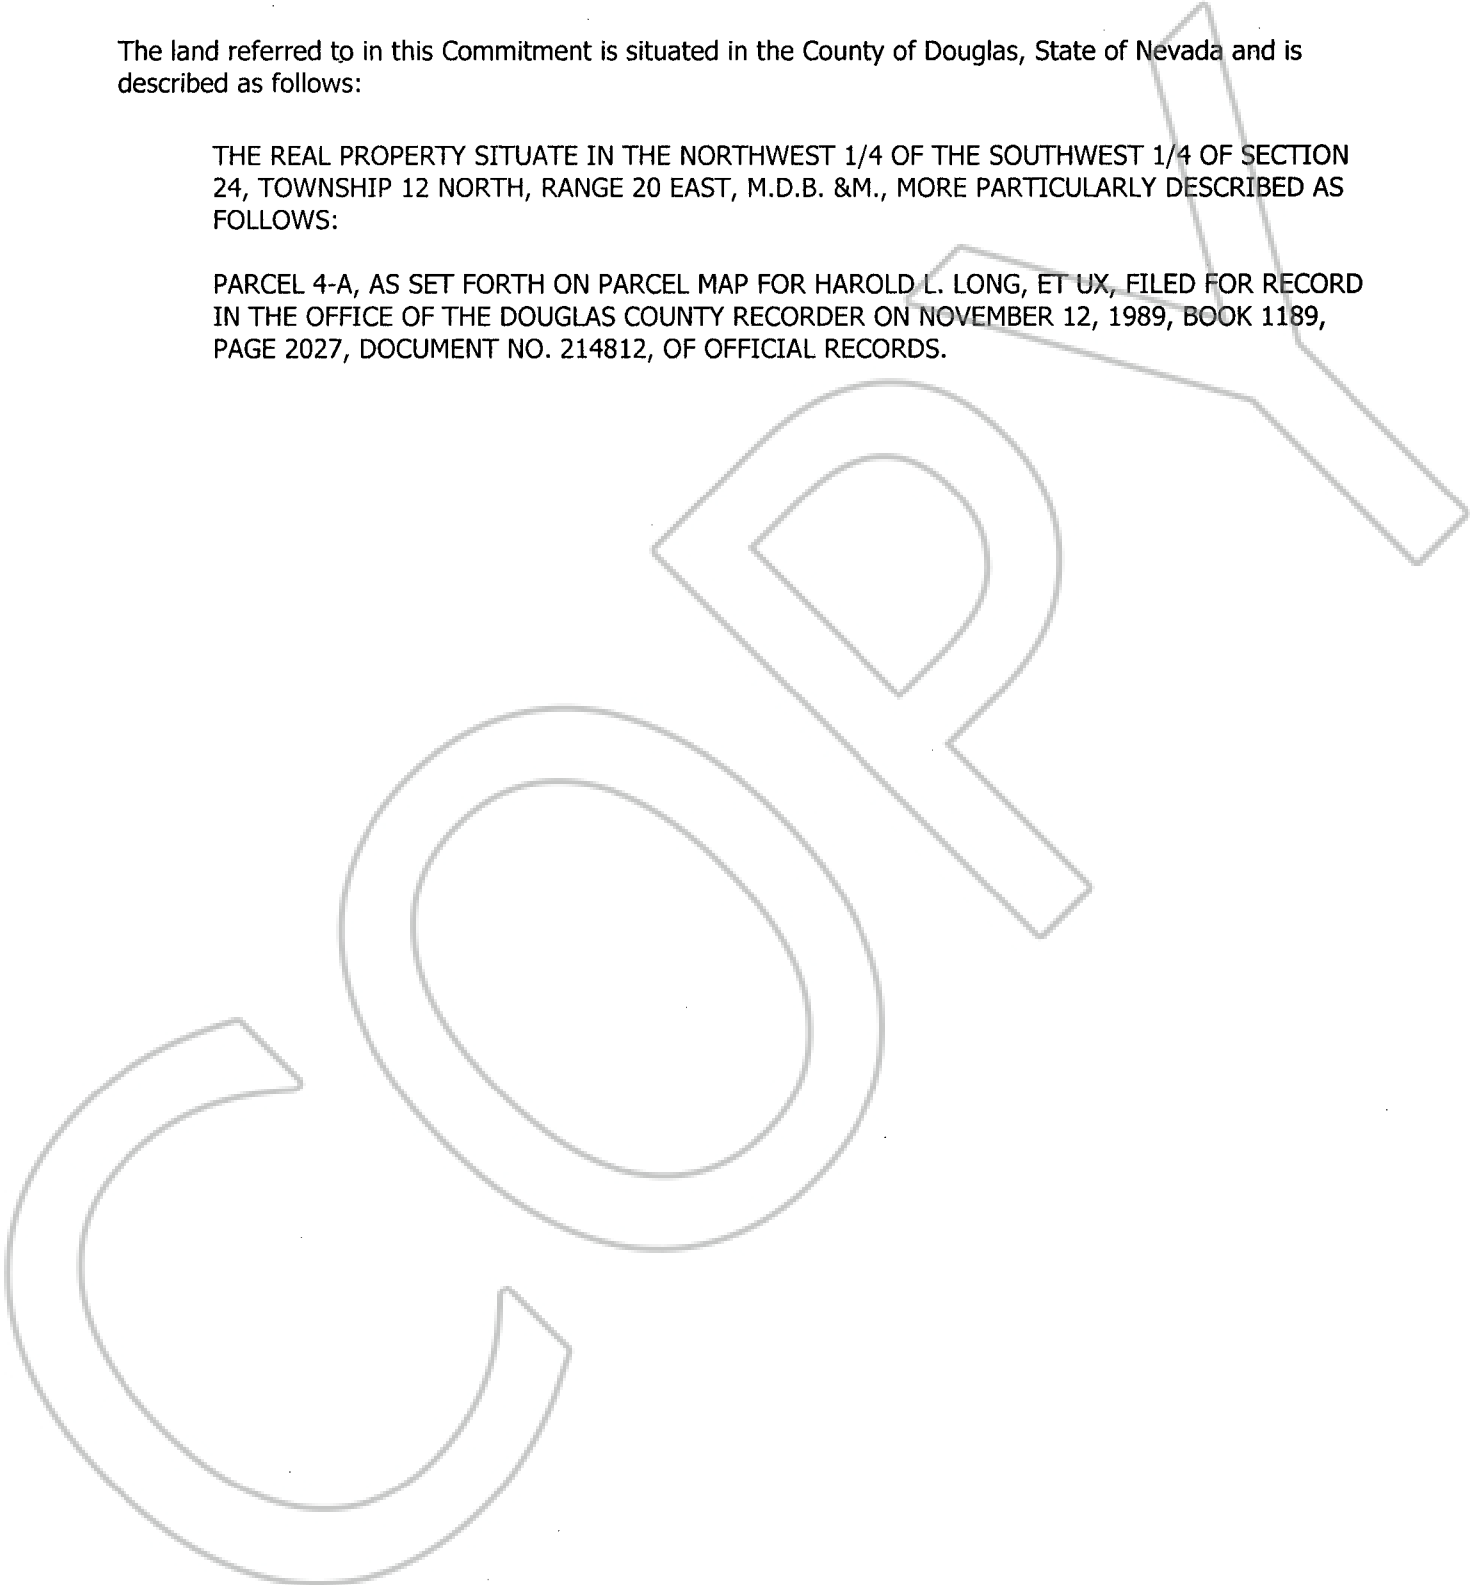 The land referred to in this Commitment is situated in the County of Douglas, State of Nevada and is
described as follows:
THE REAL PROPERTY SITUATE IN THE NORTHWEST 1/4 OF THE SOUTHWEST 1/4 OF SECTION
24, TOWNSHIP 12 NORTH, RANGE 20 EAST, M.D.B. &M., MORE PARTICULARLY DESCRIBED AS
FOLLOWS:
PARCEL 4-A, AS SET FORTH ON PARCEL MAP FOR HAROLD L. LONG, ET UX, FILED FOR RECORD
IN THE OFFICE OF THE DOUGLAS COUNTY RECORDER ON NOVEMBER 12, 1989, BOOK 1189,
PAGE 2027, DOCUMENT NO. 214812, OF OFFICIAL RECORDS.
COPY